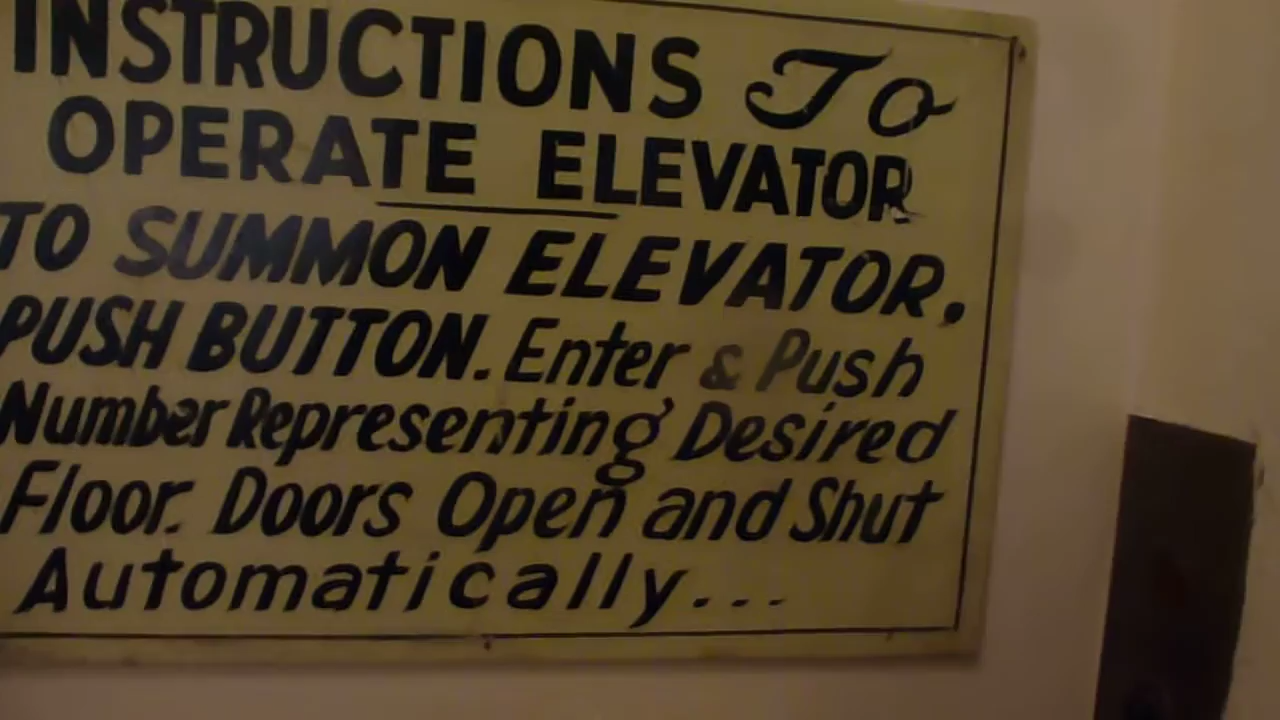 INSTRUCTIONS To
OPERATE ELEVATOR
TO SUMMON ELEVATOR.
PUSH BUTTON. Enter & Push
Number Representing Desired
Floor. Doors Open and Shut
Automatically...